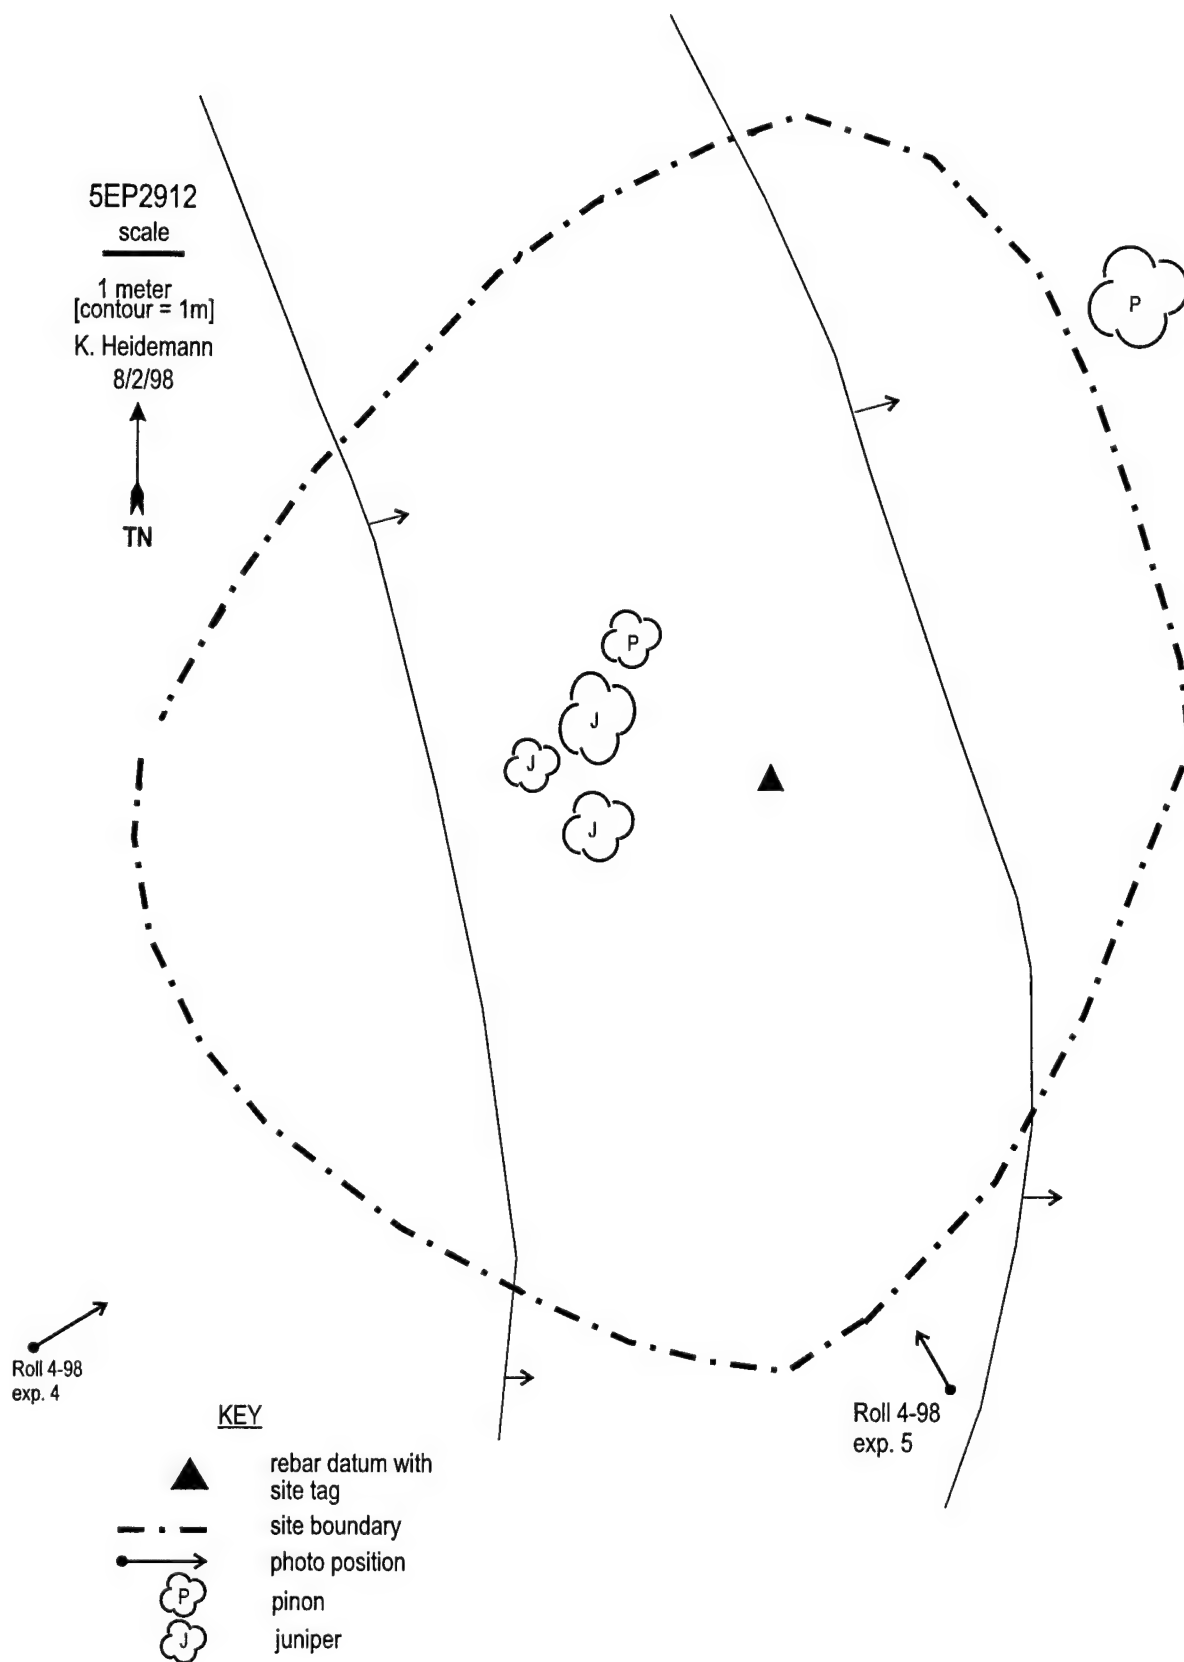 5EP2912
scale
1 meter
[contour = 1m]
K. Heidemann
8/2/98
TN
P
P
J
J
J
Roll 4-98
exp. 4
Roll 4-98
exp. 5
KEY
rebar datum with
site tag
site boundary
photo position
P pinon
J juniper